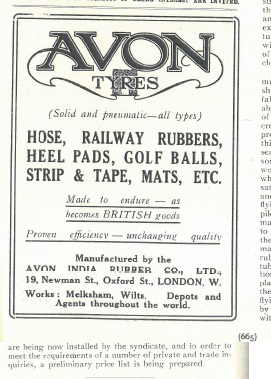 ARE INVITED.
AVON
TYRES
(Solid and pneumatic—all types)
HOSE, RAILWAY RUBBERS,
HEEL PADS, GOLF BALLS,
STRIP & TAPE, MATS, ETC.
Made to endure — as
becomes BRITISH goods
Proven efficiency — unchanging quality
Manufactured by the
AVON INDIA RUBBER CO., LTD.,
19, Newman St., Oxford St., LONDON, W.
Works: Melksham, Wilts. Depots and
Agents throughout the world.
(665)
are being now installed by the syndicate, and in order to
meet the requirements of a number of private and trade in-
quiries, a preliminary price list is being prepared.